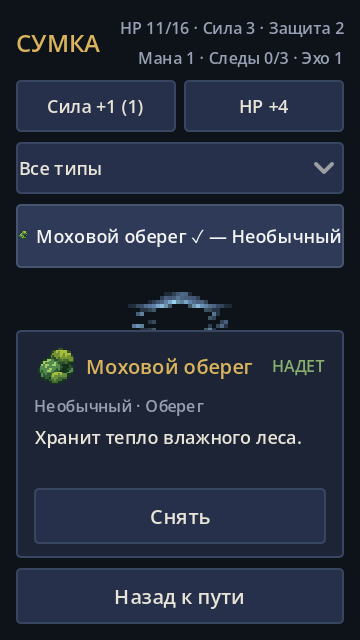 СУМКА
HP 11/16 · Сила 3 · Защита 2
Мана 1 · Следы 0/3 · Эхо 1
Сила +1 (1)
HP +4
Все типы
Моховой оберег ✓ — Необычный
Моховой оберег
НАДЕТ
Необычный · Оберег
Хранит тепло влажного леса.
Снять
Назад к пути